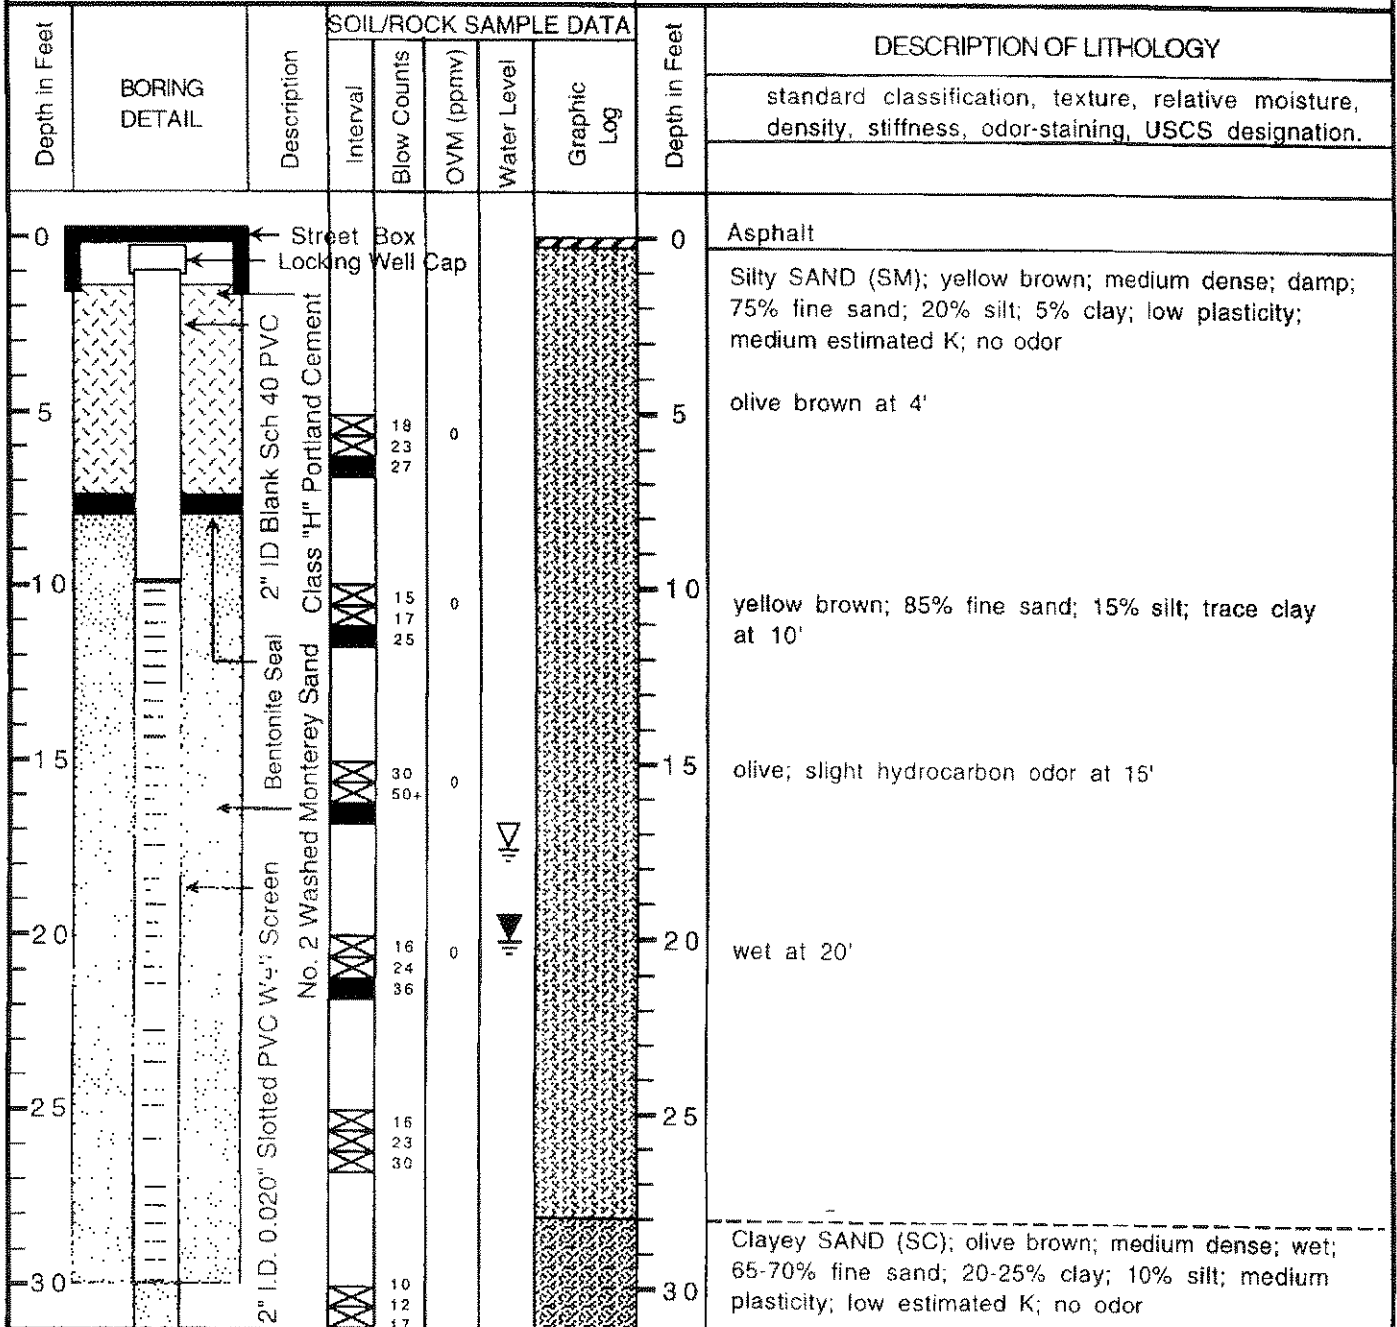 SOIL/ROCK SAMPLE DATA
Depth in Feet
BORING
DETAIL
Description
Interval
Blow Counts
OVM (ppmv)
Water Level
Graphic
Log
Depth in Feet
DESCRIPTION OF LITHOLOGY
standard classification, texture, relative moisture,
density, stiffness, odor-staining, USCS designation.
0
Street Box
Locking Well Cap
2" ID Blank Sch 40 PVC
Class "H" Portland Cement
Bentonite Seal
No. 2 Washed Monterey Sand
2" I.D. 0.020" Slotted PVC Screen
5
10
15
20
25
30
18
23
27
0
15
17
25
0
30
50+
0
16
24
36
0
16
23
30
10
12
17
0
5
10
15
20
25
30
Asphalt
Silty SAND (SM); yellow brown; medium dense; damp;
75% fine sand; 20% silt; 5% clay; low plasticity;
medium estimated K; no odor
olive brown at 4'
yellow brown; 85% fine sand; 15% silt; trace clay
at 10'
olive; slight hydrocarbon odor at 15'
wet at 20'
Clayey SAND (SC); olive brown; medium dense; wet;
65-70% fine sand; 20-25% clay; 10% silt; medium
plasticity; low estimated K; no odor